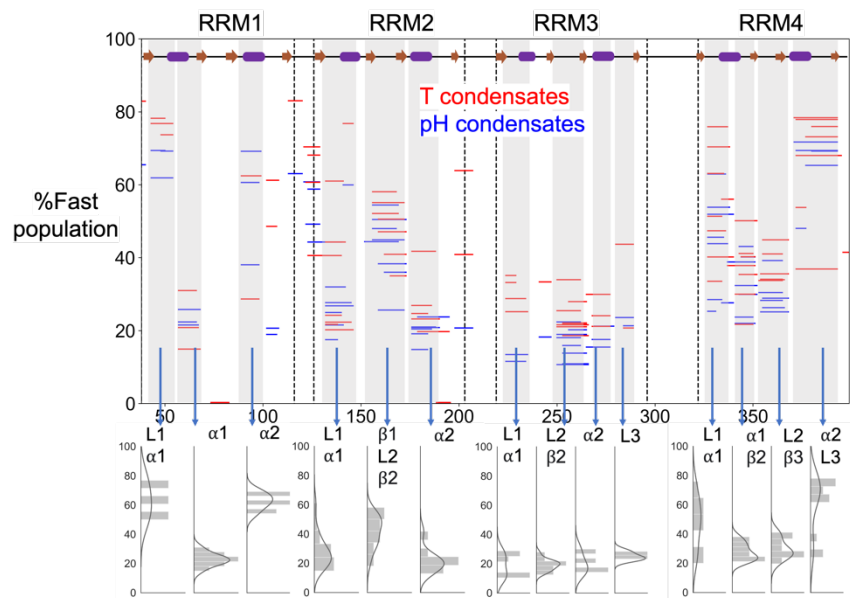 RRM1 RRM2 RRM3 RRM4
100
T condensates
pH condensates
80
60
%Fast
population
40
20
0
50 100 150 200 250 300 350
L1 α1 α2 L1 β1 α2 L1 L2 α2 L3 L1 α1 L2 α2
α1 α1 L2 α1 β2 α1 β2 β3 L3
β2
100 100 100 100
80 80 80 80
60 60 60 60
40 40 40 40
20 20 20 20
0 0 0 0